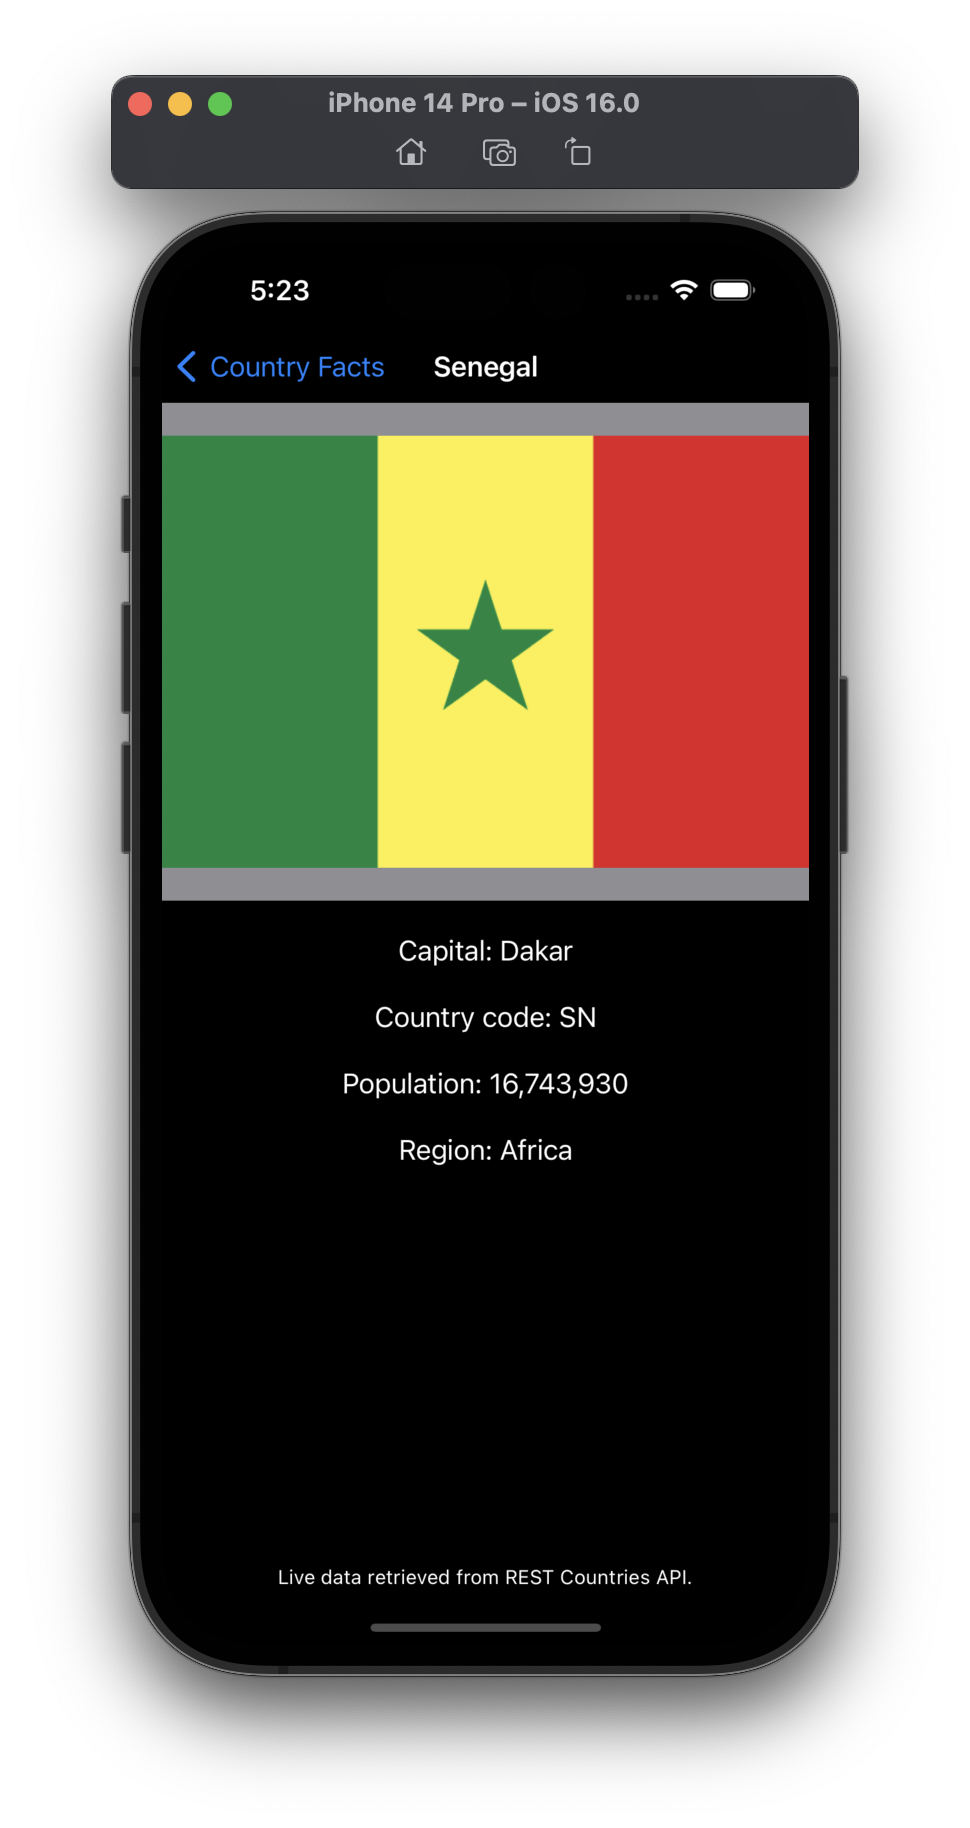 iPhone 14 Pro – iOS 16.0
5:23
Country Facts
Senegal
Capital: Dakar
Country code: SN
Population: 16,743,930
Region: Africa
Live data retrieved from REST Countries API.